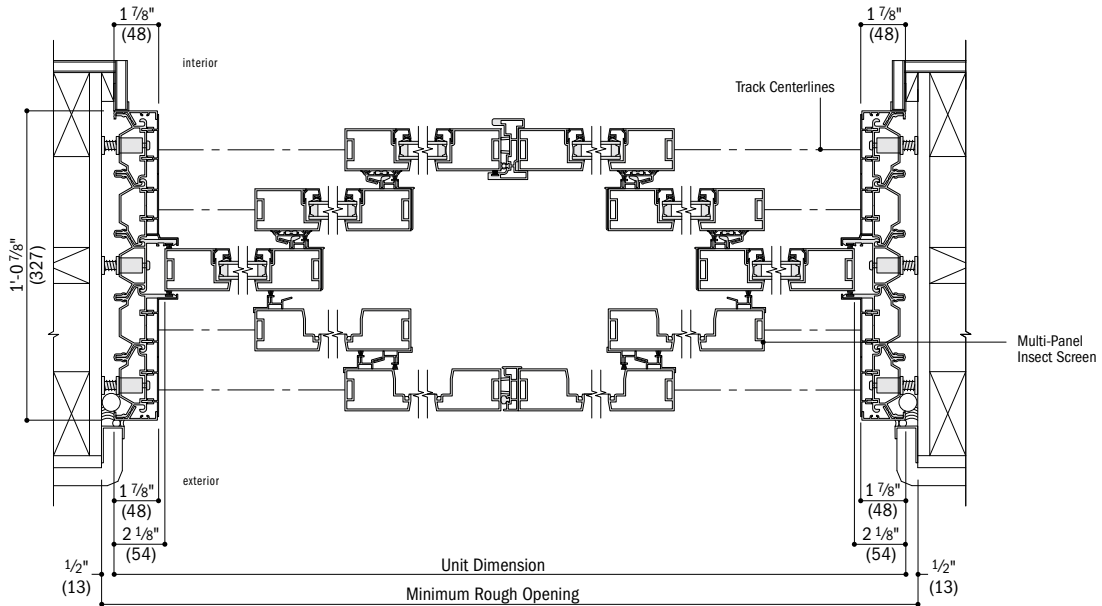 1 7/8"
(48)
1 7/8"
(48)
interior
Track Centerlines
1'-0 7/8"
(327)
Multi-Panel
Insect Screen
exterior
1 7/8"
(48)
1 7/8"
(48)
2 1/8"
(54)
2 1/8"
(54)
1/2"
(13)
Unit Dimension
1/2"
(13)
Minimum Rough Opening